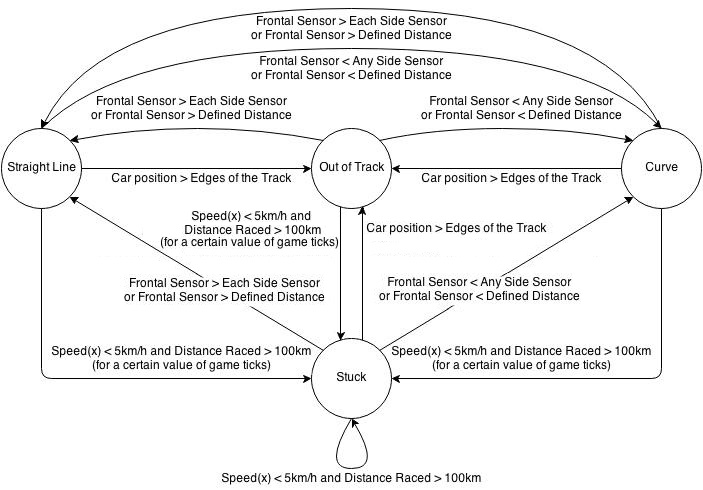 Frontal Sensor > Each Side Sensor
or Frontal Sensor > Defined Distance
Frontal Sensor < Any Side Sensor
or Frontal Sensor < Defined Distance
Frontal Sensor > Each Side Sensor
or Frontal Sensor > Defined Distance
Frontal Sensor < Any Side Sensor
or Frontal Sensor < Defined Distance
Straight Line
Out of Track
Curve
Car position > Edges of the Track
Car position > Edges of the Track
Speed(x) < 5km/h and
Distance Raced > 100km
(for a certain value of game ticks)
Car position > Edges of the Track
Frontal Sensor > Each Side Sensor
or Frontal Sensor > Defined Distance
Frontal Sensor < Any Side Sensor
or Frontal Sensor < Defined Distance
Speed(x) < 5km/h and Distance Raced > 100km
(for a certain value of game ticks)
Speed(x) < 5km/h and Distance Raced > 100km
(for a certain value of game ticks)
Stuck
Speed(x) < 5km/h and Distance Raced > 100km